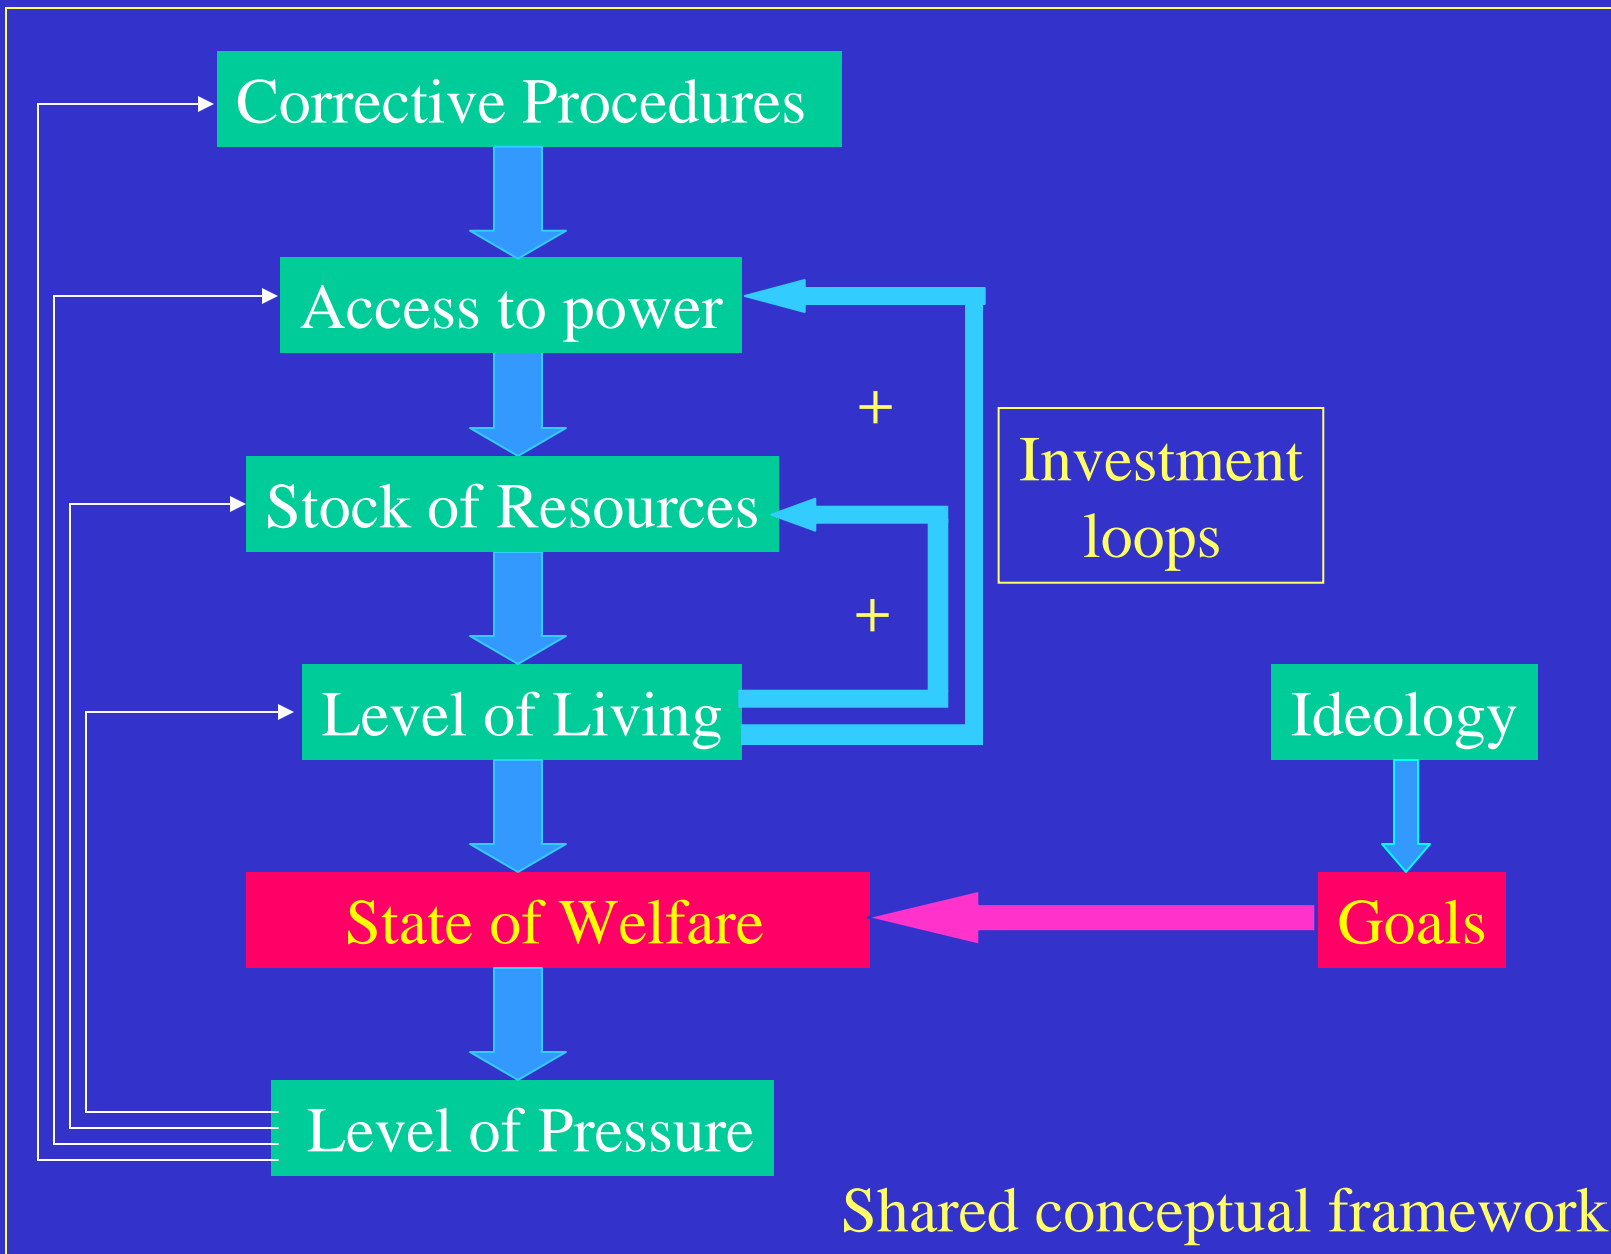 Corrective Procedures
Access to power
+
Investment
loops
Stock of Resources
+
Level of Living
Ideology
State of Welfare
Goals
Level of Pressure
Shared conceptual framework